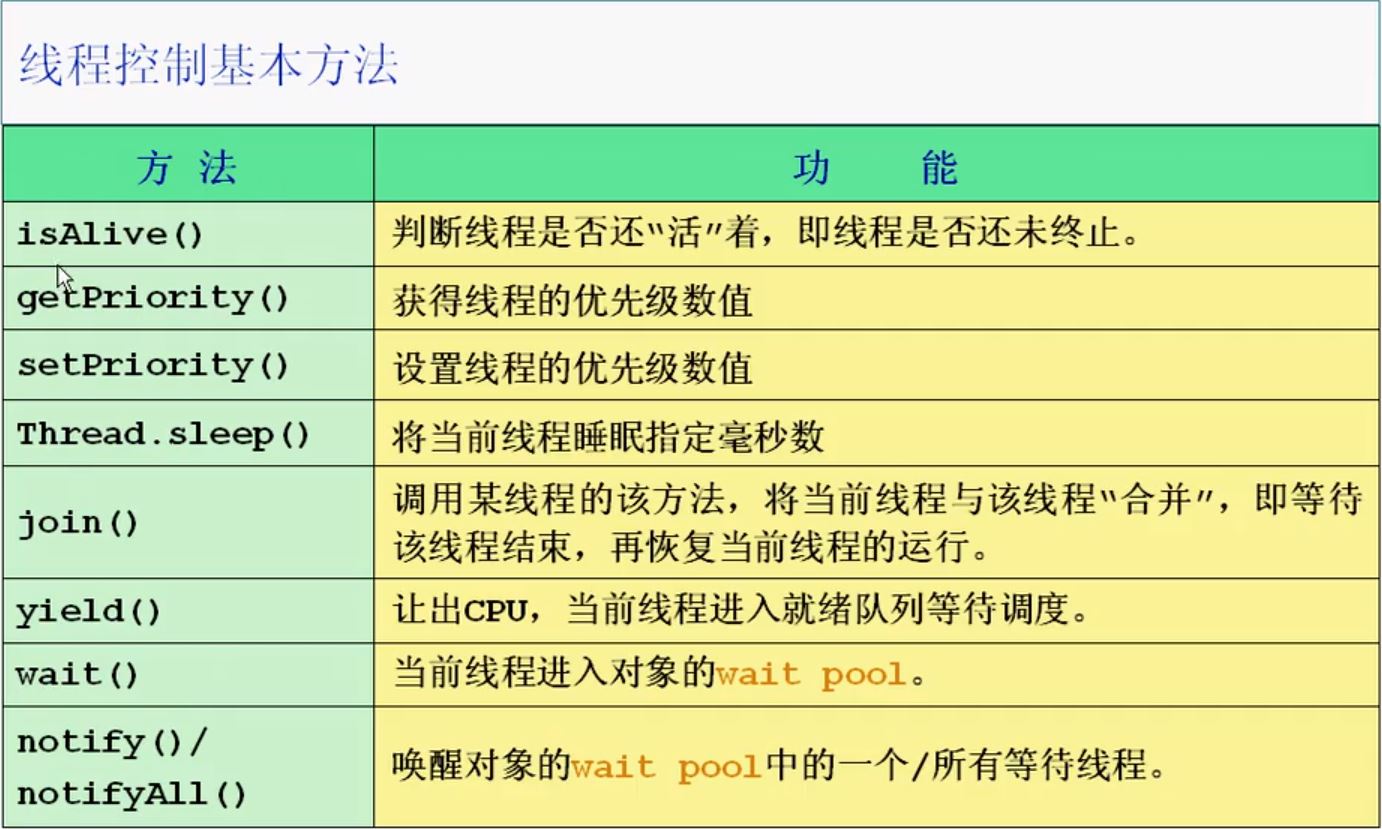 线程控制基本方法
方 法 功 能
isAlive() 判断线程是否还“活”着，即线程是否还未终止。
getPriority() 获得线程的优先级数值
setPriority() 设置线程的优先级数值
Thread.sleep() 将当前线程睡眠指定毫秒数
join() 调用某线程的该方法，将当前线程与该线程“合并”，即等待
该线程结束，再恢复当前线程的运行。
yield() 让出CPU，当前线程进入就绪队列等待调度。
wait() 当前线程进入对象的wait pool。
notify()/
notifyAll()
唤醒对象的wait pool中的一个/所有等待线程。